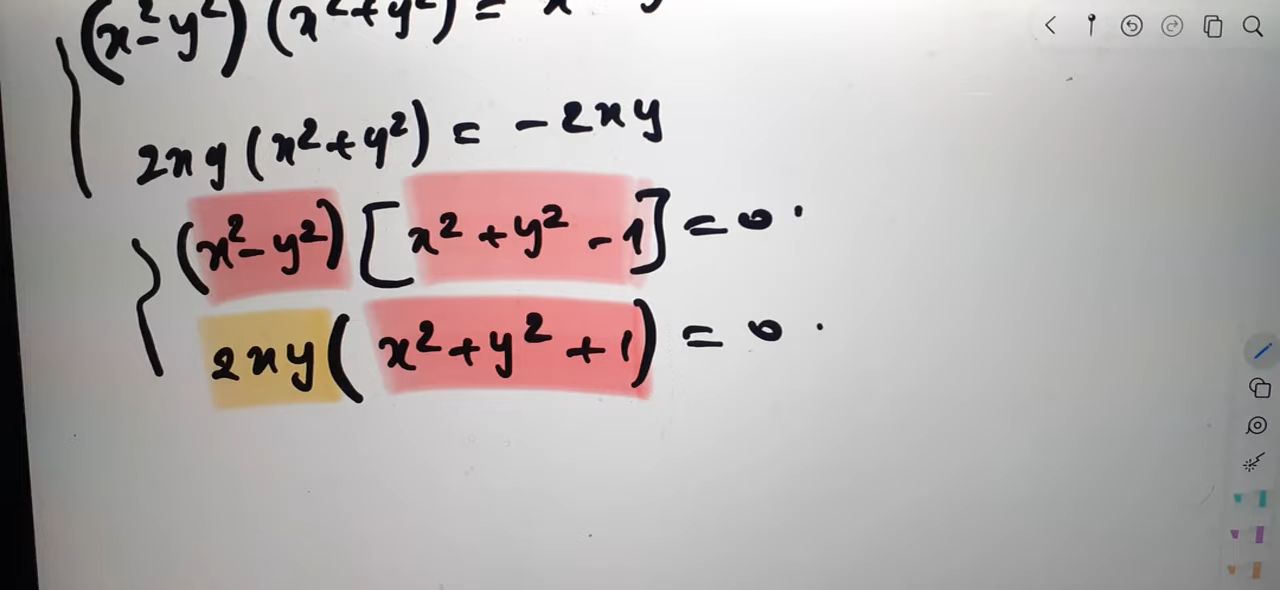 (x²-y²) (x²+y²) =
2xy (x²+y²) = -2xy
(x²-y²) [x²+y²-1] = 0.
2xy (x²+y²+1) = 0.